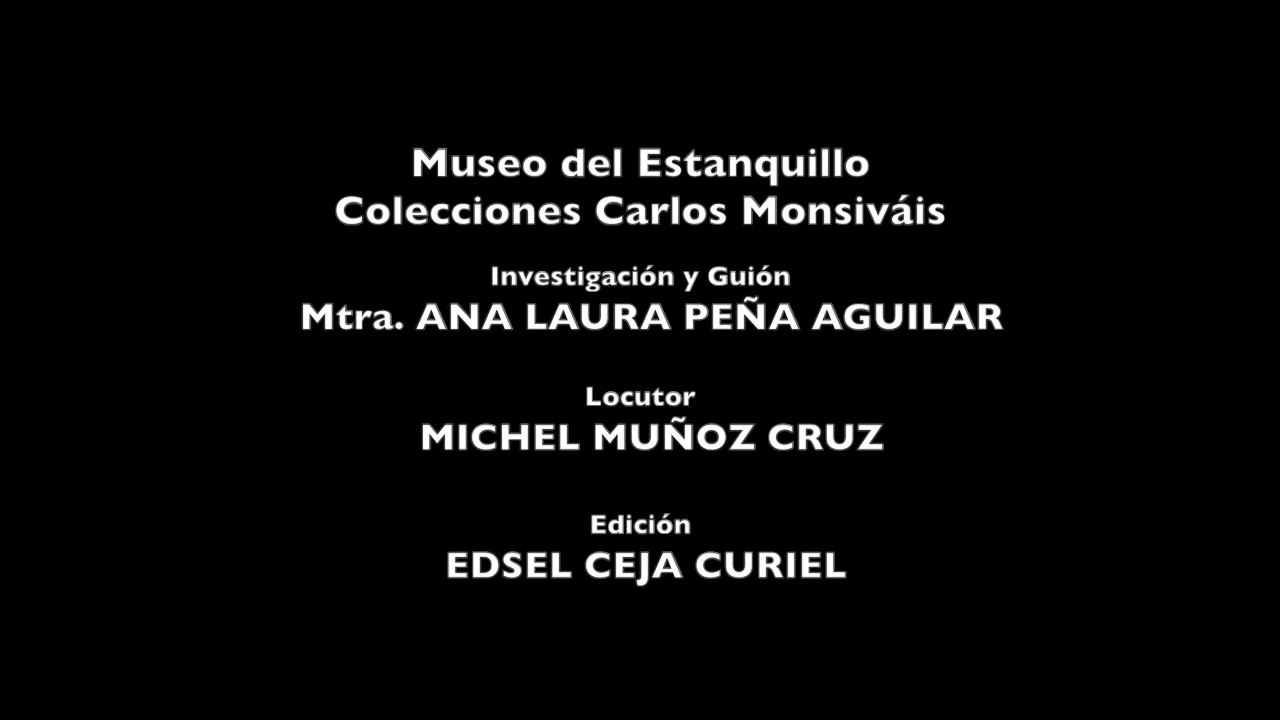 Museo del Estanquillo
Colecciones Carlos Monsiváis
Investigación y Guión
Mtra. ANA LAURA PEÑA AGUILAR
Locutor
MICHEL MUÑOZ CRUZ
Edición
EDSEL CEJA CURIEL